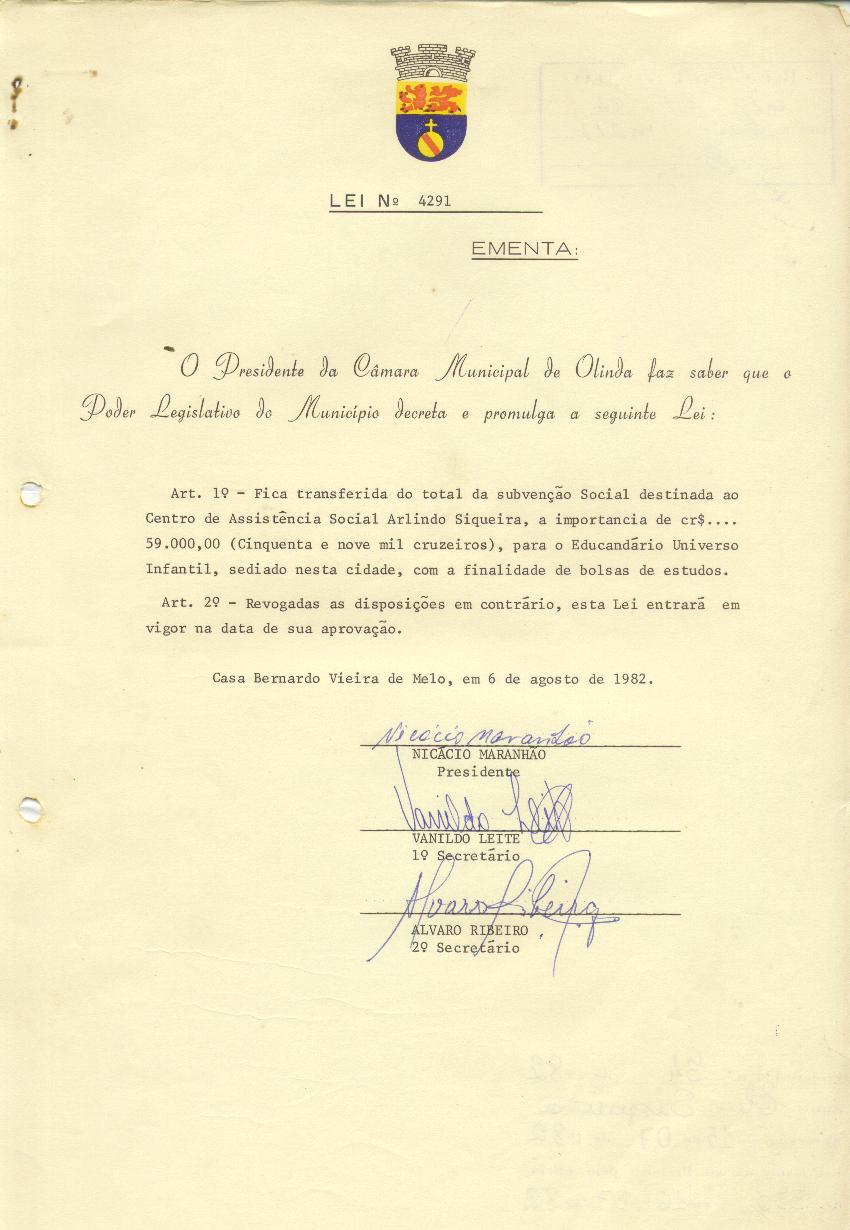 LEI Nº 4291
EMENTA:
O Presidente da Câmara Municipal de Olinda faz saber que o
Poder Legislativo do Município decreta e promulga a seguinte Lei:
Art. 1º - Fica transferida do total da subvenção Social destinada ao
Centro de Assistência Social Arlindo Siqueira, a importancia de cr$....
59.000,00 (Cinquenta e nove mil cruzeiros), para o Educandário Universo
Infantil, sediado nesta cidade, com a finalidade de bolsas de estudos.
Art. 2º - Revogadas as disposições em contrário, esta Lei entrará em
vigor na data de sua aprovação.
Casa Bernardo Vieira de Melo, em 6 de agosto de 1982.
Nicácio Maranhão
NICÁCIO MARANHÃO
Presidente
Vanildo Leite
VANILDO LEITE
1º Secretário
Alvaro Ribeiro
ALVARO RIBEIRO
2º Secretário